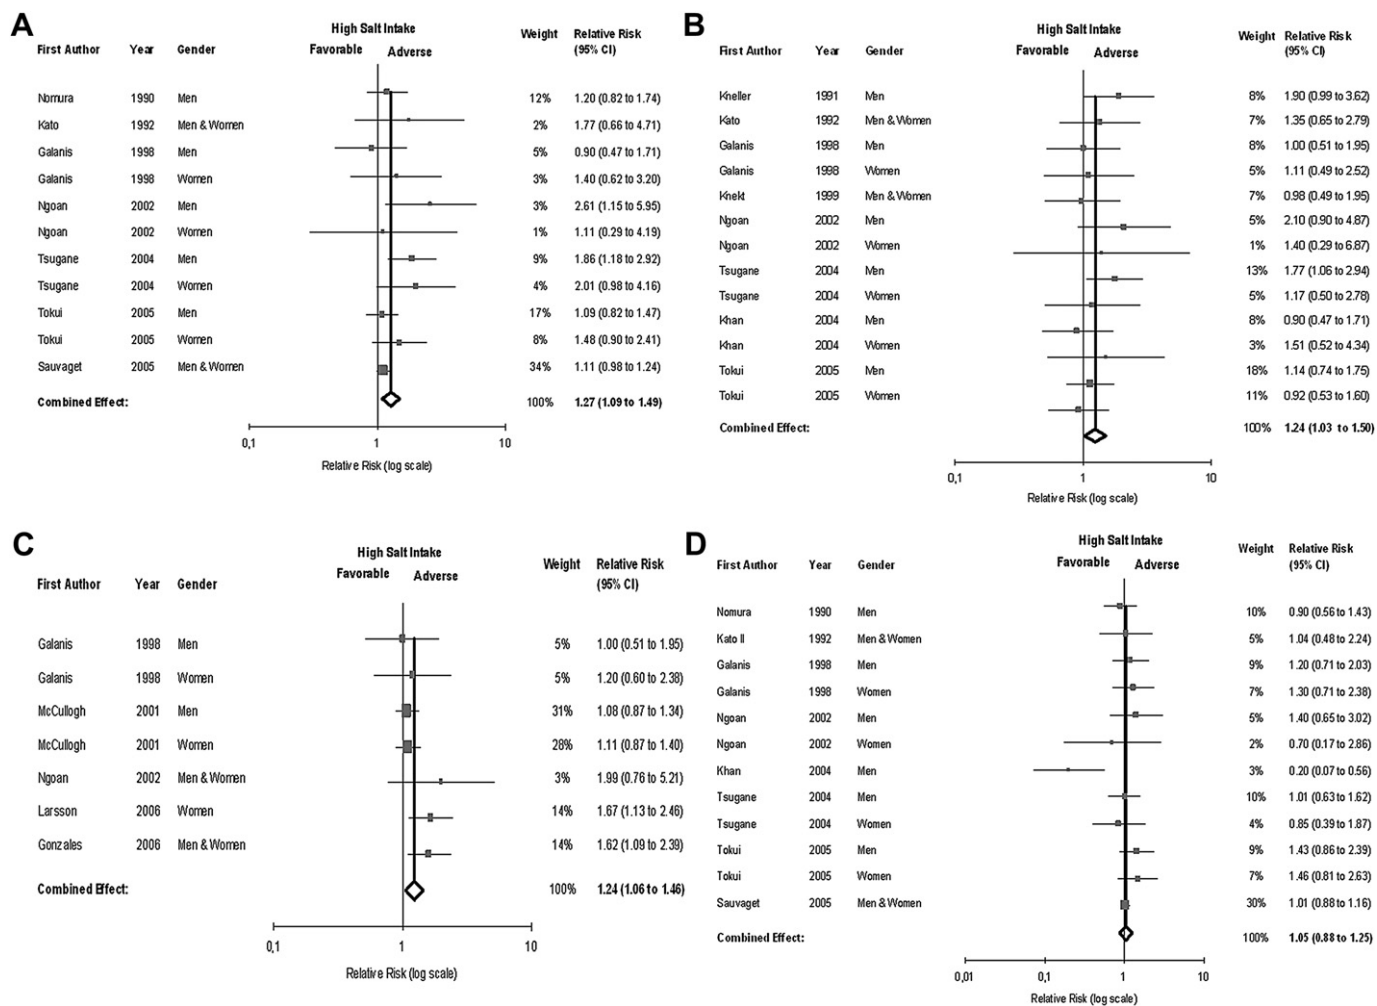 A
High Salt Intake
Favorable Adverse
First Author Year Gender Weight Relative Risk
(95% CI)
Nomura 1990 Men 12% 1.20 (0.82 to 1.74)
Kato 1992 Men & Women 2% 1.77 (0.66 to 4.71)
Galanis 1998 Men 5% 0.90 (0.47 to 1.71)
Galanis 1998 Women 3% 1.40 (0.62 to 3.20)
Ngoan 2002 Men 3% 2.61 (1.15 to 5.95)
Ngoan 2002 Women 1% 1.11 (0.29 to 4.19)
Tsugane 2004 Men 9% 1.86 (1.18 to 2.92)
Tsugane 2004 Women 4% 2.01 (0.98 to 4.16)
Tokui 2005 Men 17% 1.09 (0.82 to 1.47)
Tokui 2005 Women 8% 1.48 (0.90 to 2.41)
Sauvaget 2005 Men & Women 34% 1.11 (0.98 to 1.24)
Combined Effect: 100% 1.27 (1.09 to 1.49)
0,1 1 10
Relative Risk (log scale)
B
High Salt Intake
Favorable Adverse
First Author Year Gender Weight Relative Risk
(95% CI)
Kneller 1991 Men 8% 1.90 (0.99 to 3.62)
Kato 1992 Men & Women 7% 1.35 (0.65 to 2.79)
Galanis 1998 Men 8% 1.00 (0.51 to 1.95)
Galanis 1998 Women 5% 1.11 (0.49 to 2.52)
Knekt 1999 Men & Women 7% 0.98 (0.49 to 1.95)
Ngoan 2002 Men 5% 2.10 (0.90 to 4.87)
Ngoan 2002 Women 1% 1.40 (0.29 to 6.87)
Tsugane 2004 Men 13% 1.77 (1.06 to 2.94)
Tsugane 2004 Women 5% 1.17 (0.50 to 2.78)
Khan 2004 Men 8% 0.90 (0.47 to 1.71)
Khan 2004 Women 3% 1.51 (0.52 to 4.34)
Tokui 2005 Men 18% 1.14 (0.74 to 1.75)
Tokui 2005 Women 11% 0.92 (0.53 to 1.60)
Combined Effect: 100% 1.24 (1.03 to 1.50)
0,1 1 10
Relative Risk (log scale)
C
High Salt Intake
Favorable Adverse
First Author Year Gender Weight Relative Risk
(95% CI)
Galanis 1998 Men 5% 1.00 (0.51 to 1.95)
Galanis 1998 Women 5% 1.20 (0.60 to 2.38)
McCullogh 2001 Men 31% 1.08 (0.87 to 1.34)
McCullogh 2001 Women 28% 1.11 (0.87 to 1.40)
Ngoan 2002 Men & Women 3% 1.99 (0.76 to 5.21)
Larsson 2006 Women 14% 1.67 (1.13 to 2.46)
Gonzales 2006 Men & Women 14% 1.62 (1.09 to 2.39)
Combined Effect: 100% 1.24 (1.06 to 1.46)
0,1 1 10
Relative Risk (log scale)
D
High Salt Intake
Favorable Adverse
First Author Year Gender Weight Relative Risk
(95% CI)
Nomura 1990 Men 10% 0.90 (0.56 to 1.43)
Kato II 1992 Men & Women 5% 1.04 (0.48 to 2.24)
Galanis 1998 Men 9% 1.20 (0.71 to 2.03)
Galanis 1998 Women 7% 1.30 (0.71 to 2.38)
Ngoan 2002 Men 5% 1.40 (0.65 to 3.02)
Ngoan 2002 Women 2% 0.70 (0.17 to 2.86)
Khan 2004 Men 3% 0.20 (0.07 to 0.56)
Tsugane 2004 Men 10% 1.01 (0.63 to 1.62)
Tsugane 2004 Women 4% 0.85 (0.39 to 1.87)
Tokui 2005 Men 9% 1.43 (0.86 to 2.39)
Tokui 2005 Women 7% 1.46 (0.81 to 2.63)
Sauvaget 2005 Men & Women 30% 1.01 (0.88 to 1.16)
Combined Effect: 100% 1.05 (0.88 to 1.25)
0,01 0,1 1 10
Relative Risk (log scale)